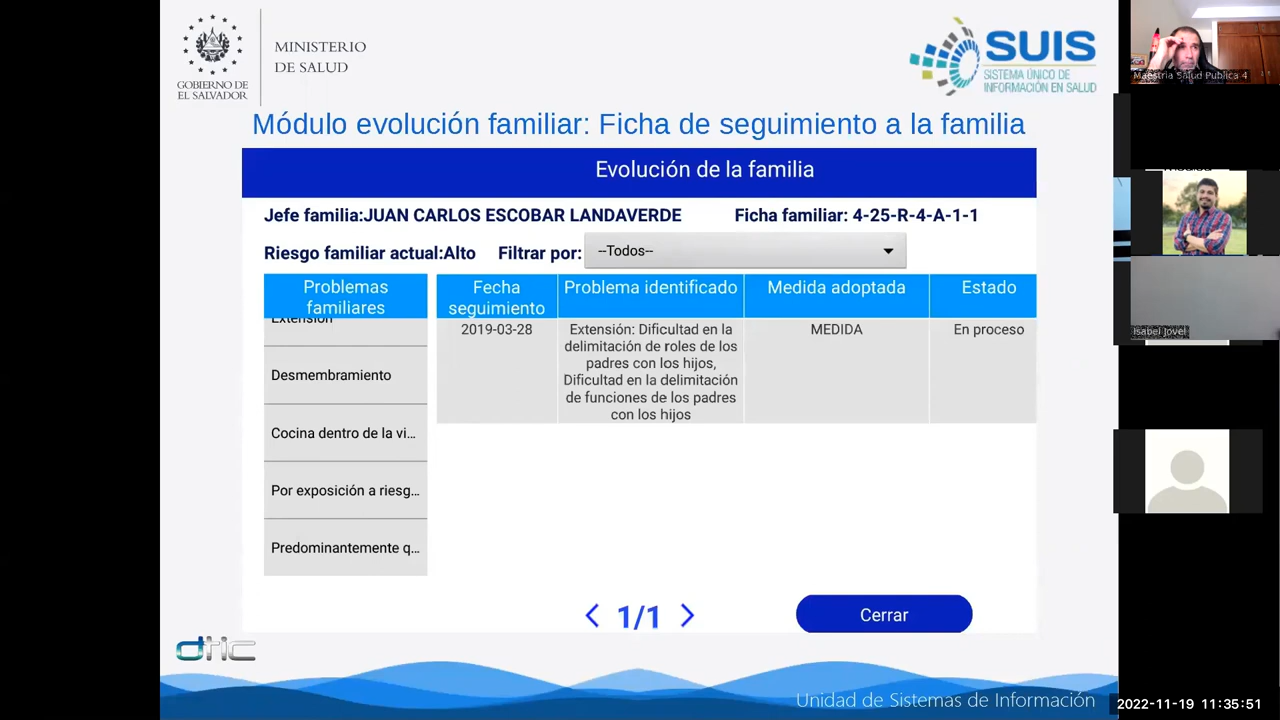 GOBIERNO DE
EL SALVADOR
MINISTERIO
DE SALUD
SUIS
SISTEMA ÚNICO DE
INFORMACIÓN EN SALUD
Módulo evolución familiar: Ficha de seguimiento a la familia
Evolución de la familia
Jefe familia:JUAN CARLOS ESCOBAR LANDAVERDE
Ficha familiar: 4-25-R-4-A-1-1
Riesgo familiar actual:Alto
Filtrar por:
--Todos--
Problemas
familiares
Extensión
Desmembramiento
Cocina dentro de la vi...
Por exposición a riesg...
Predominantemente q...
Fecha
seguimiento
Problema identificado
Medida adoptada
Estado
2019-03-28
Extensión: Dificultad en la
delimitación de roles de los
padres con los hijos,
Dificultad en la delimitación
de funciones de los padres
con los hijos
MEDIDA
En proceso
1/1
Cerrar
dtic
Unidad de Sistemas de Información
Maestria Salud Publica 4
Isabel Jovel
2022-11-19 11:35:51